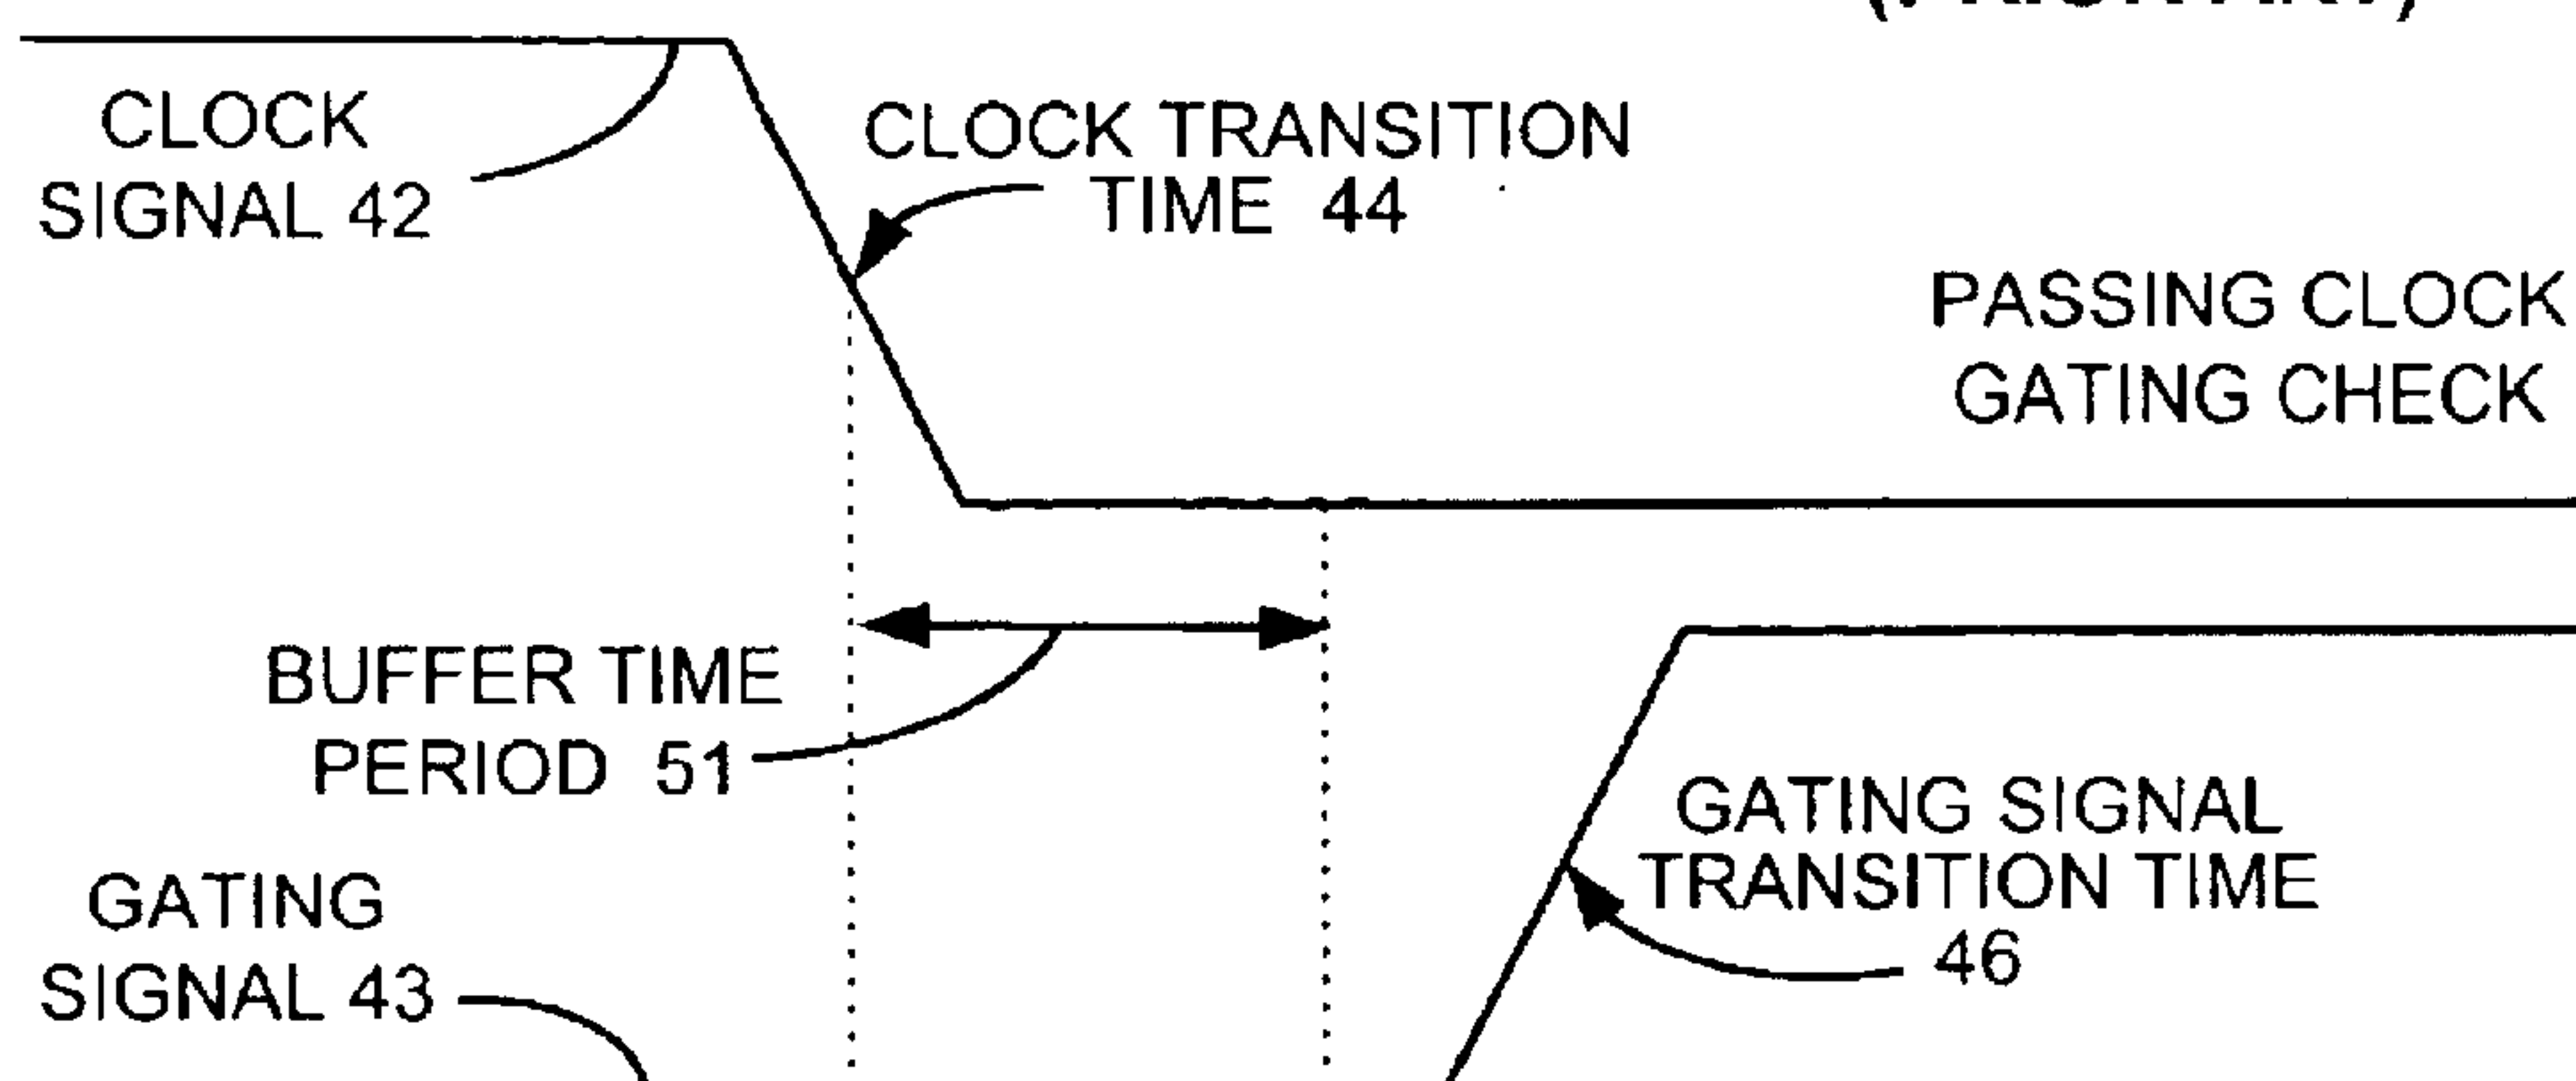 CLOCK
SIGNAL 42
CLOCK TRANSITION
TIME 44
PASSING CLOCK
GATING CHECK
BUFFER TIME
PERIOD 51
GATING SIGNAL
TRANSITION TIME
46
GATING
SIGNAL 43